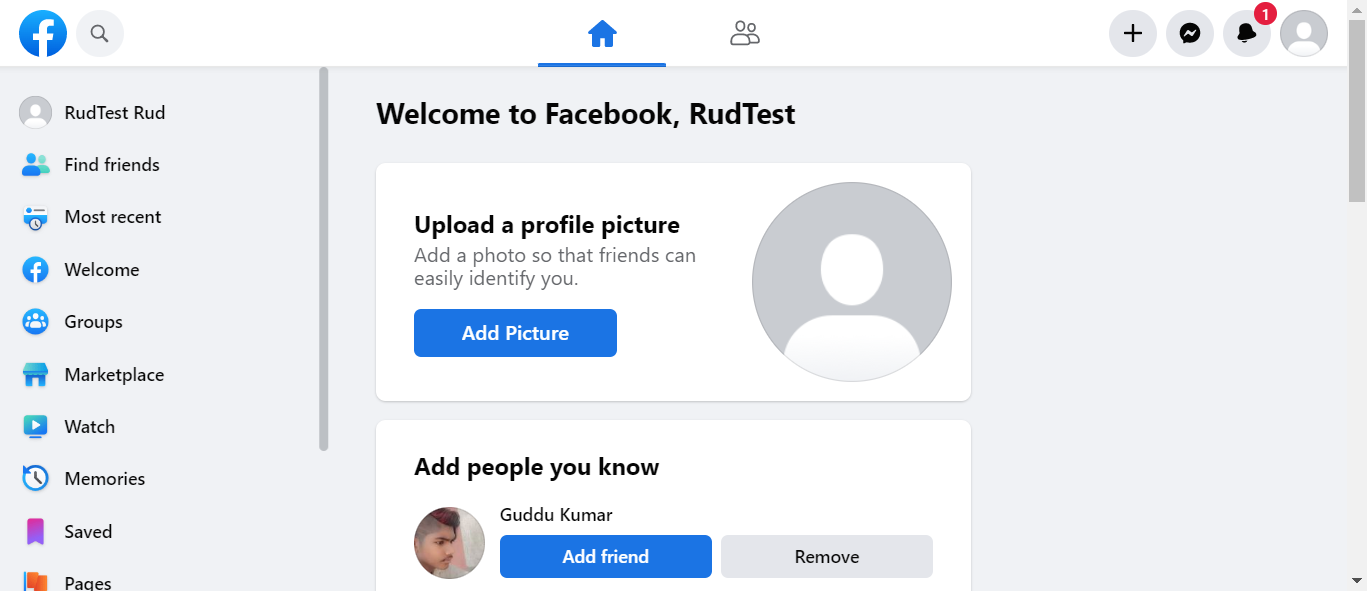 1
RudTest Rud
Find friends
Most recent
Welcome
Groups
Marketplace
Watch
Memories
Saved
Pages
Welcome to Facebook, RudTest
Upload a profile picture
Add a photo so that friends can
easily identify you.
Add Picture
Add people you know
Guddu Kumar
Add friend
Remove